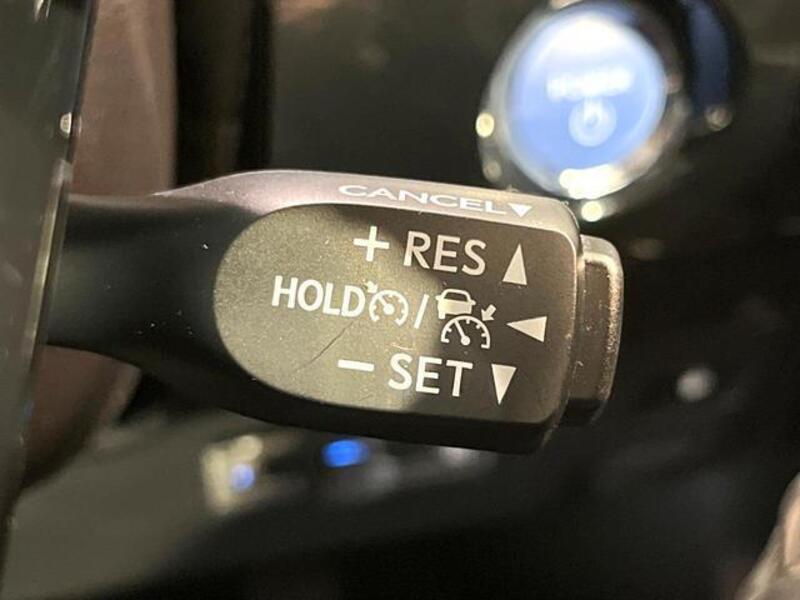 CANCEL▼
+ RES ▲
HOLD / ◀
− SET ▼